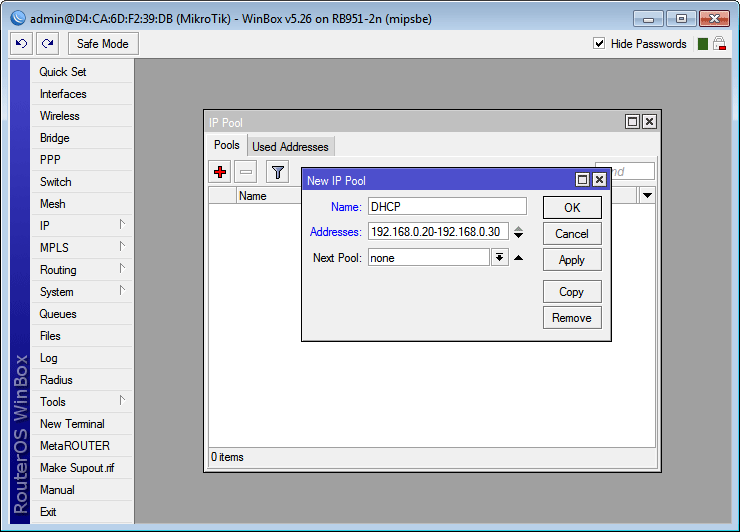 admin@D4:CA:6D:F2:39:DB (MikroTik) - WinBox v5.26 on RB951-2n (mipsbe)
Safe Mode
Hide Passwords
Quick Set
Interfaces
Wireless
Bridge
PPP
Switch
Mesh
IP
MPLS
Routing
System
Queues
Files
Log
Radius
Tools
New Terminal
MetaROUTER
Make Supout.rif
Manual
Exit
RouterOS WinBox
IP Pool
Pools
Used Addresses
Name
0 items
New IP Pool
Name: DHCP
Addresses: 192.168.0.20-192.168.0.30
Next Pool: none
OK
Cancel
Apply
Copy
Remove